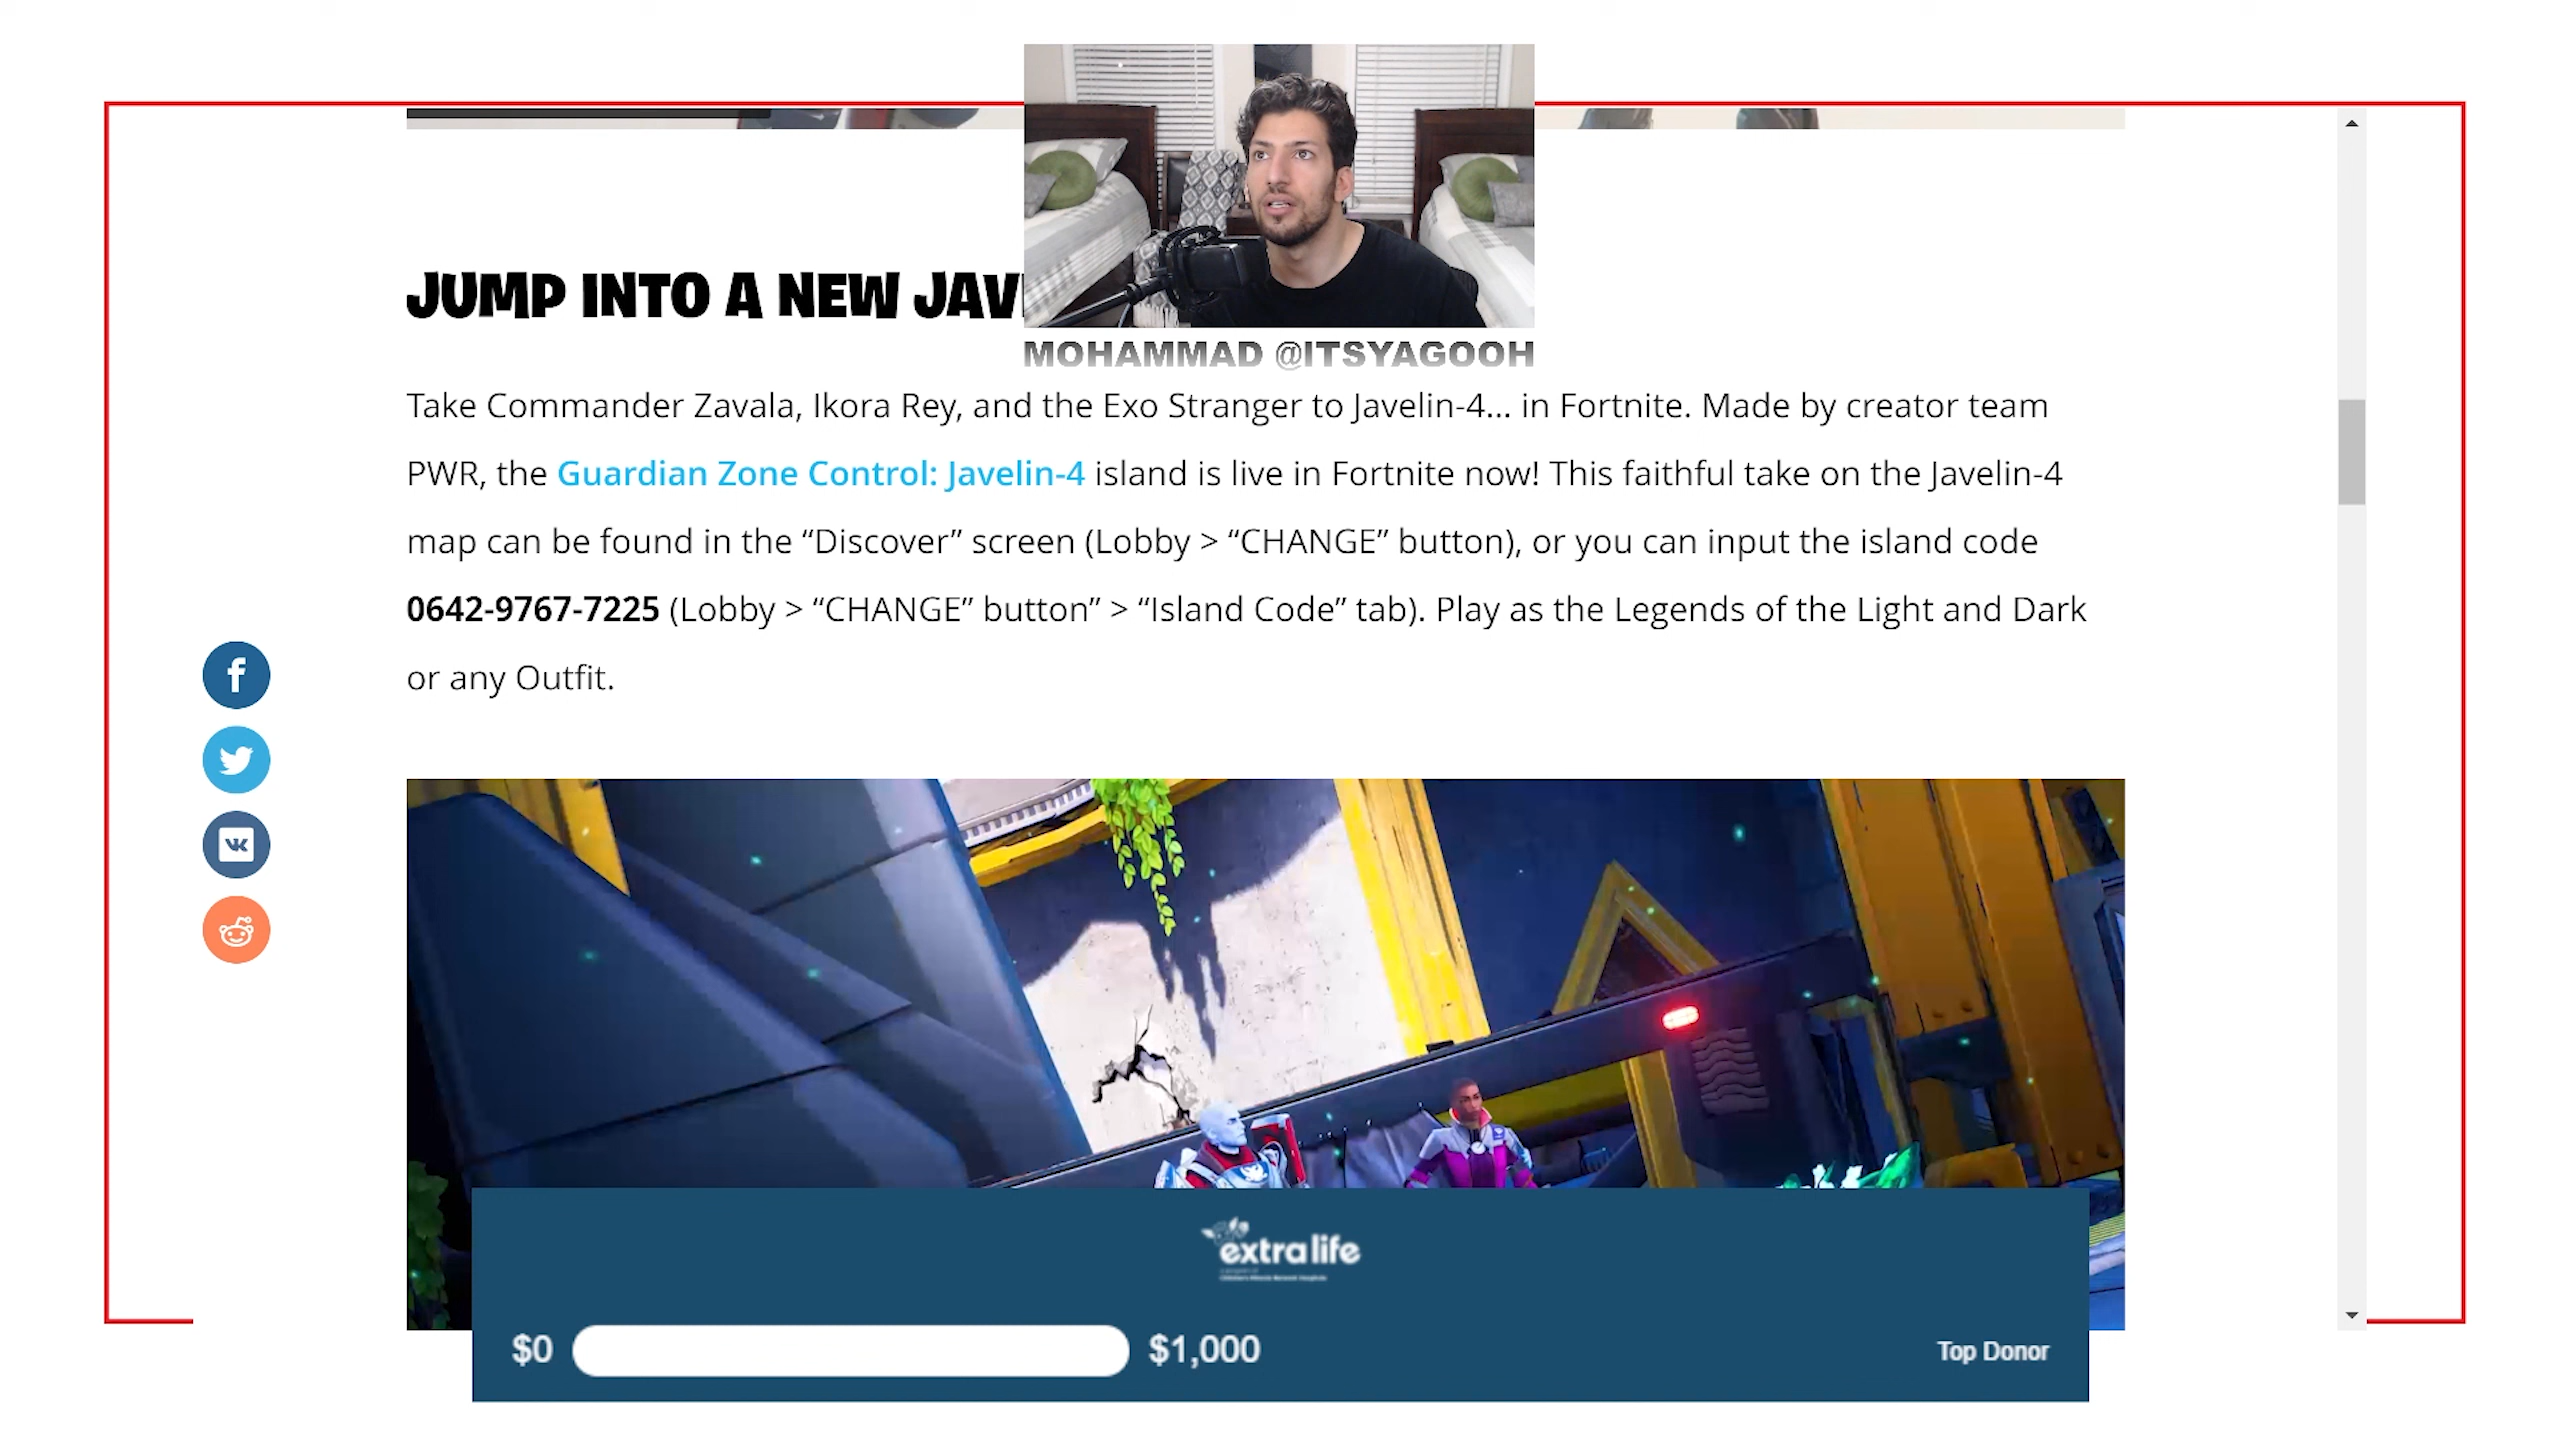 JUMP INTO A NEW JAV
MOHAMMAD @ITSYAGOOH
Take Commander Zavala, Ikora Rey, and the Exo Stranger to Javelin-4... in Fortnite. Made by creator team
PWR, the Guardian Zone Control: Javelin-4 island is live in Fortnite now! This faithful take on the Javelin-4
map can be found in the “Discover” screen (Lobby > “CHANGE” button), or you can input the island code
0642-9767-7225 (Lobby > “CHANGE” button” > “Island Code” tab). Play as the Legends of the Light and Dark
or any Outfit.
extralife
$0 $1,000 Top Donor